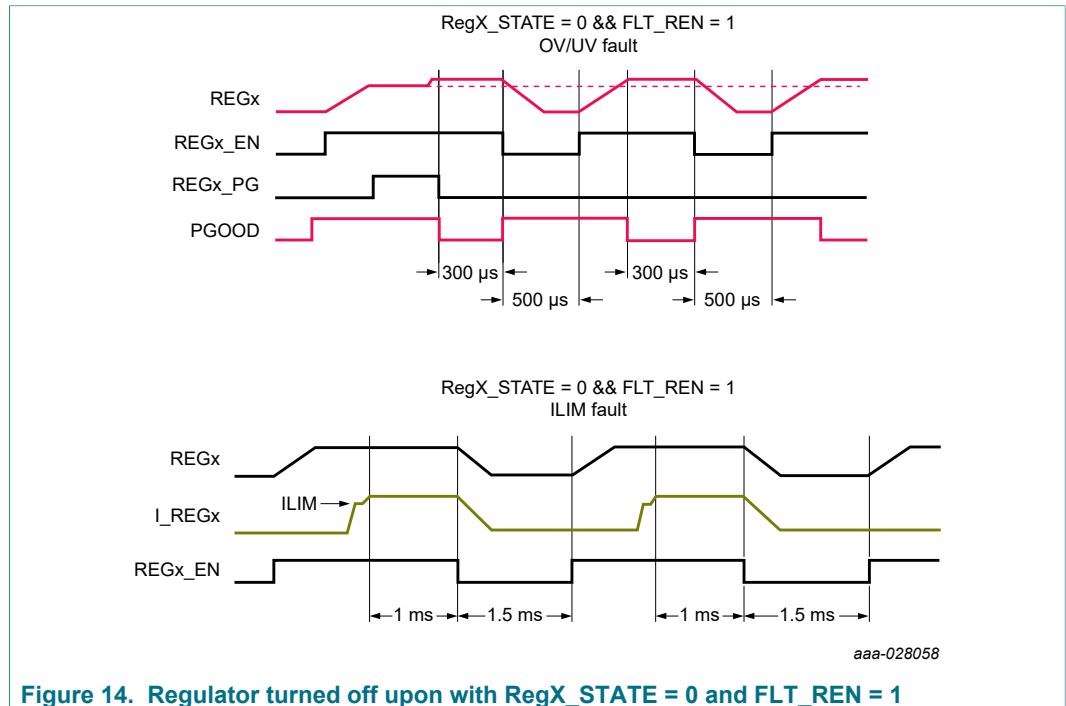 RegX_STATE = 0 && FLT_REN = 1
OV/UV fault
REGx
REGx_EN
REGx_PG
PGOOD
300 µs
300 µs
500 µs
500 µs
RegX_STATE = 0 && FLT_REN = 1
ILIM fault
REGx
ILIM
I_REGx
REGx_EN
1 ms
1.5 ms
1 ms
1.5 ms
aaa-028058
Figure 14. Regulator turned off upon with RegX_STATE = 0 and FLT_REN = 1